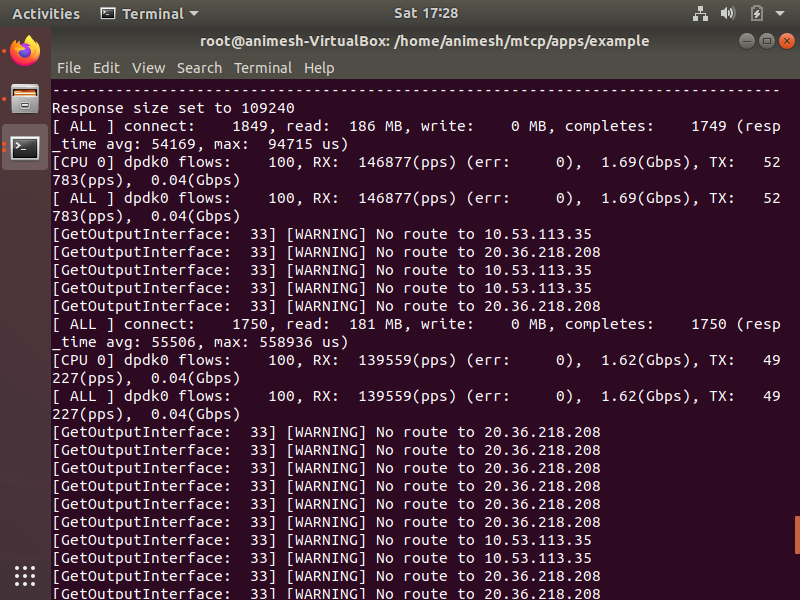 Activities Terminal Sat 17:28
root@animesh-VirtualBox: /home/animesh/mtcp/apps/example
File Edit View Search Terminal Help
--------------------------------------------------------------------------------
Response size set to 109240
[ ALL ] connect:    1849, read:  186 MB, write:    0 MB, completes:    1749 (resp
_time avg: 54169, max:  94715 us)
[CPU 0] dpdk0 flows:    100, RX:  146877(pps) (err:     0),  1.69(Gbps), TX:   52
783(pps),  0.04(Gbps)
[ ALL ] dpdk0 flows:    100, RX:  146877(pps) (err:     0),  1.69(Gbps), TX:   52
783(pps),  0.04(Gbps)
[GetOutputInterface:  33] [WARNING] No route to 10.53.113.35
[GetOutputInterface:  33] [WARNING] No route to 20.36.218.208
[GetOutputInterface:  33] [WARNING] No route to 10.53.113.35
[GetOutputInterface:  33] [WARNING] No route to 10.53.113.35
[GetOutputInterface:  33] [WARNING] No route to 20.36.218.208
[ ALL ] connect:    1750, read:  181 MB, write:    0 MB, completes:    1750 (resp
_time avg: 55506, max: 558936 us)
[CPU 0] dpdk0 flows:    100, RX:  139559(pps) (err:     0),  1.62(Gbps), TX:   49
227(pps),  0.04(Gbps)
[ ALL ] dpdk0 flows:    100, RX:  139559(pps) (err:     0),  1.62(Gbps), TX:   49
227(pps),  0.04(Gbps)
[GetOutputInterface:  33] [WARNING] No route to 20.36.218.208
[GetOutputInterface:  33] [WARNING] No route to 20.36.218.208
[GetOutputInterface:  33] [WARNING] No route to 20.36.218.208
[GetOutputInterface:  33] [WARNING] No route to 20.36.218.208
[GetOutputInterface:  33] [WARNING] No route to 20.36.218.208
[GetOutputInterface:  33] [WARNING] No route to 20.36.218.208
[GetOutputInterface:  33] [WARNING] No route to 10.53.113.35
[GetOutputInterface:  33] [WARNING] No route to 10.53.113.35
[GetOutputInterface:  33] [WARNING] No route to 20.36.218.208
[GetOutputInterface:  33] [WARNING] No route to 20.36.218.208